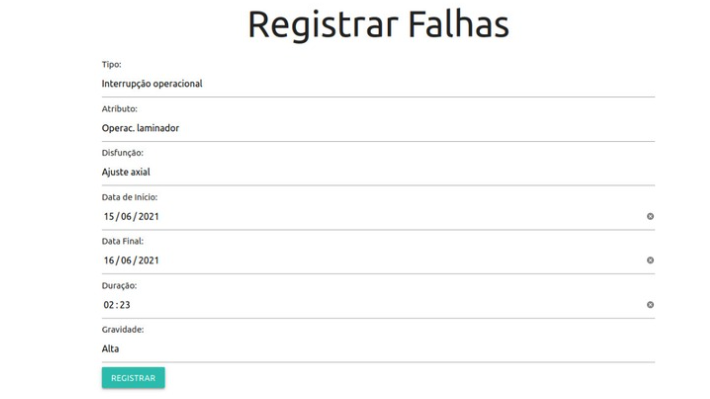 Registrar Falhas
Tipo:
Interrupção operacional
Atributo:
Operac. laminador
Disfunção:
Ajuste axial
Data de Início:
15/06/2021
Data Final:
16/06/2021
Duração:
02:23
Gravidade:
Alta
REGISTRAR